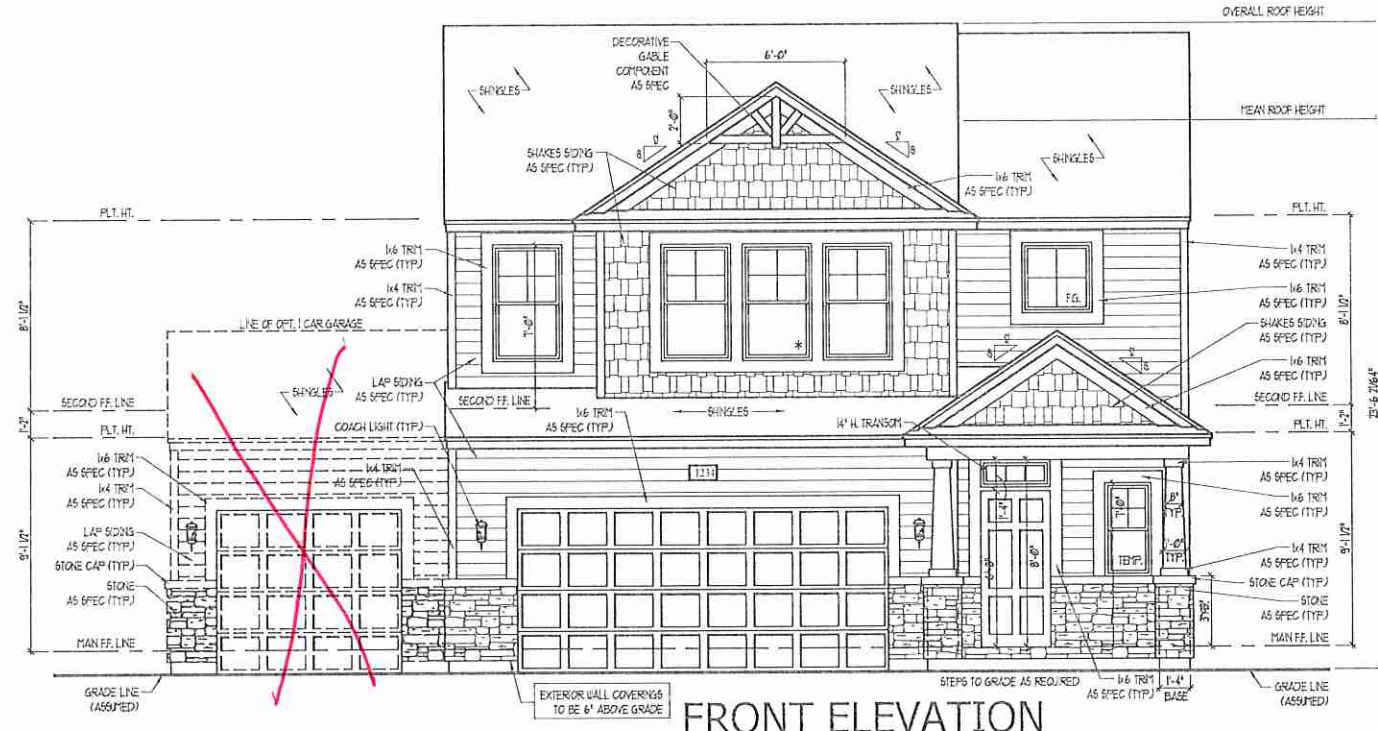 OVERALL ROOF HEIGHT
DECORATIVE
GABLE
COMPONENT
AS SPEC
6'-0"
SHINGLES
SHINGLES
2'-0"
MEAN ROOF HEIGHT
12
8
12
8
SHAKES SIDING
AS SPEC (TYP.)
SHINGLES
1x6 TRIM
AS SPEC (TYP.)
PLT. HT.
PLT. HT.
1x6 TRIM
AS SPEC (TYP.)
1x4 TRIM
AS SPEC (TYP.)
1x4 TRIM
AS SPEC (TYP.)
1x6 TRIM
AS SPEC (TYP.)
F.G.
8'-1 1/2"
7'-0"
8'-1 1/2"
LINE OF OPT. 1 CAR GARAGE
*
SHAKES SIDING
AS SPEC (TYP.)
12
8
12
8
1x6 TRIM
AS SPEC (TYP.)
SHINGLES
LAP SIDING
AS SPEC (TYP.)
SECOND F.F. LINE
SECOND F.F. LINE
SECOND F.F. LINE
SHINGLES
1x6 TRIM
AS SPEC (TYP.)
14" H. TRANSOM
1'-2"
1'-2"
PLT. HT.
COACH LIGHT (TYP.)
PLT. HT.
1x6 TRIM
AS SPEC (TYP.)
1x4 TRIM
AS SPEC (TYP.)
1234
1x4 TRIM
AS SPEC (TYP.)
1x4 TRIM
AS SPEC (TYP.)
1x6 TRIM
AS SPEC (TYP.)
1'-4"
7'-0"
8"
TYP.
LAP SIDING
AS SPEC (TYP.)
9'-1 1/2"
8'-0"
1'-0"
TYP.
9'-1 1/2"
TEMP.
1x4 TRIM
AS SPEC (TYP.)
STONE CAP (TYP.)
STONE CAP (TYP.)
STONE
AS SPEC (TYP.)
STONE
AS SPEC (TYP.)
MAIN F.F. LINE
MAIN F.F. LINE
GRADE LINE
(ASSUMED)
EXTERIOR WALL COVERINGS
TO BE 6" ABOVE GRADE
STEPS TO GRADE AS REQUIRED
1x6 TRIM
AS SPEC (TYP.)
1'-4"
BASE
GRADE LINE
(ASSUMED)
FRONT ELEVATION